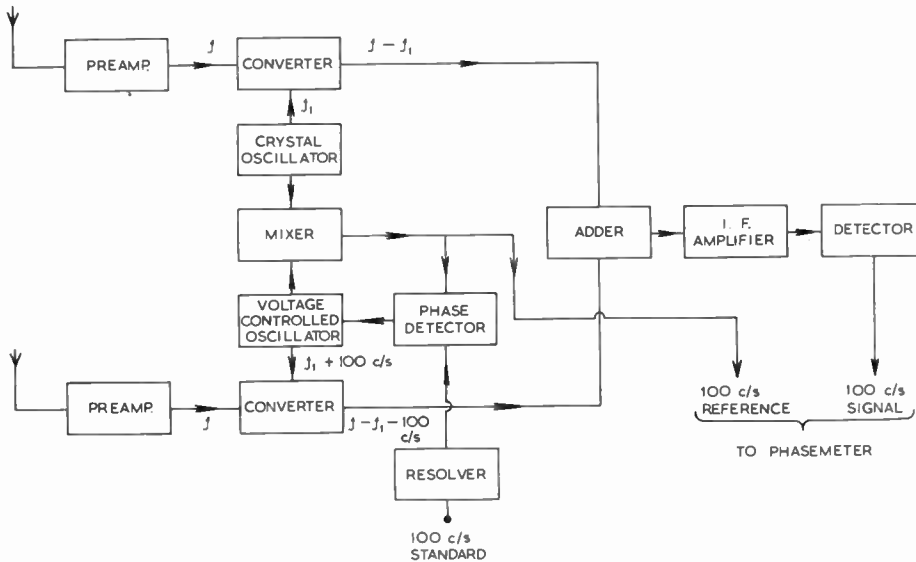 f
f – f₁
PREAMP.
CONVERTER
f₁
CRYSTAL
OSCILLATOR
MIXER
ADDER
I. F.
AMPLIFIER
DETECTOR
VOLTAGE
CONTROLLED
OSCILLATOR
PHASE
DETECTOR
f₁ + 100 c/s
PREAMP.
f
CONVERTER
f – f₁ – 100
c/s
100 c/s
REFERENCE
100 c/s
SIGNAL
TO PHASEMETER
RESOLVER
100 c/s
STANDARD